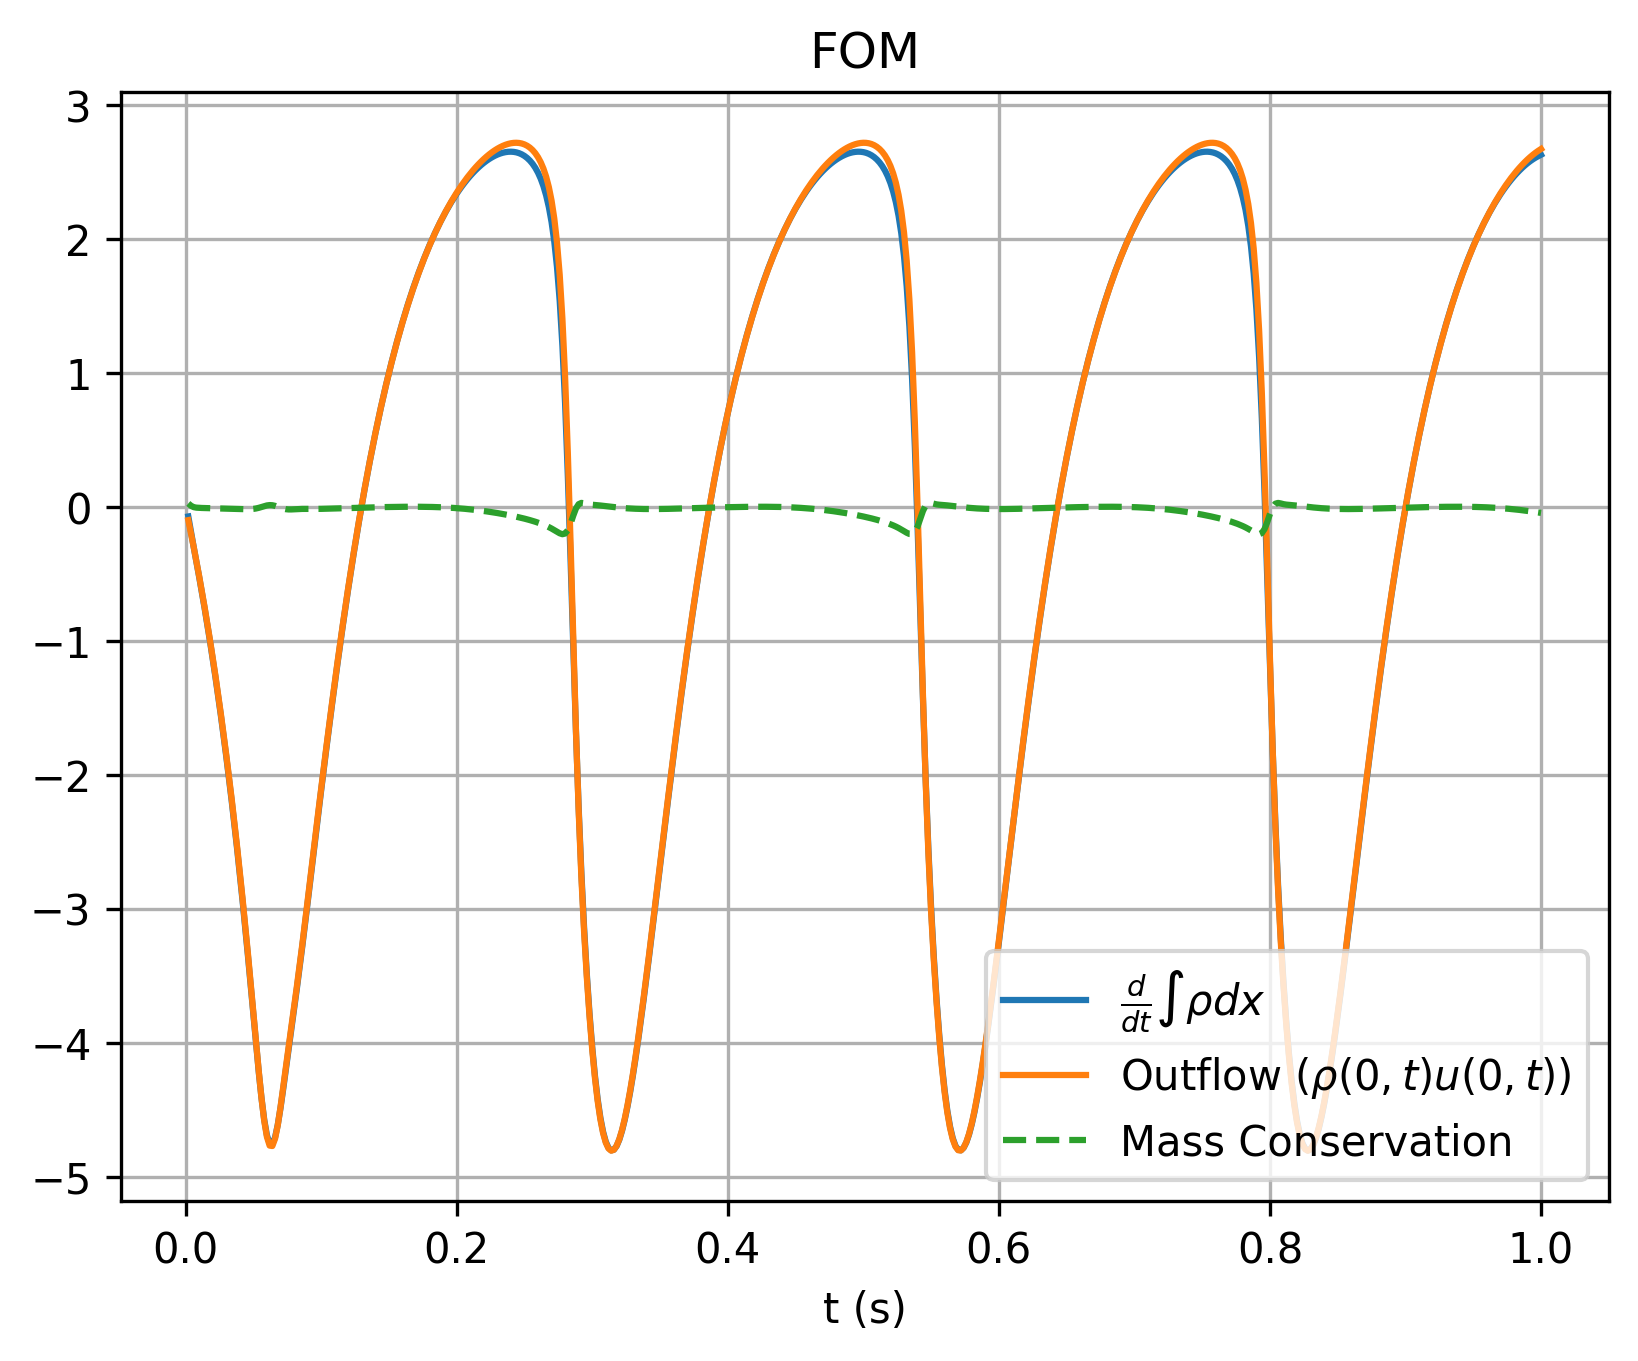 FOM
3
2
1
0
−1
−2
−3
−4
−5
d/dt ∫ρdx
Outflow (ρ(0, t)u(0, t))
Mass Conservation
0.0 0.2 0.4 0.6 0.8 1.0
t (s)